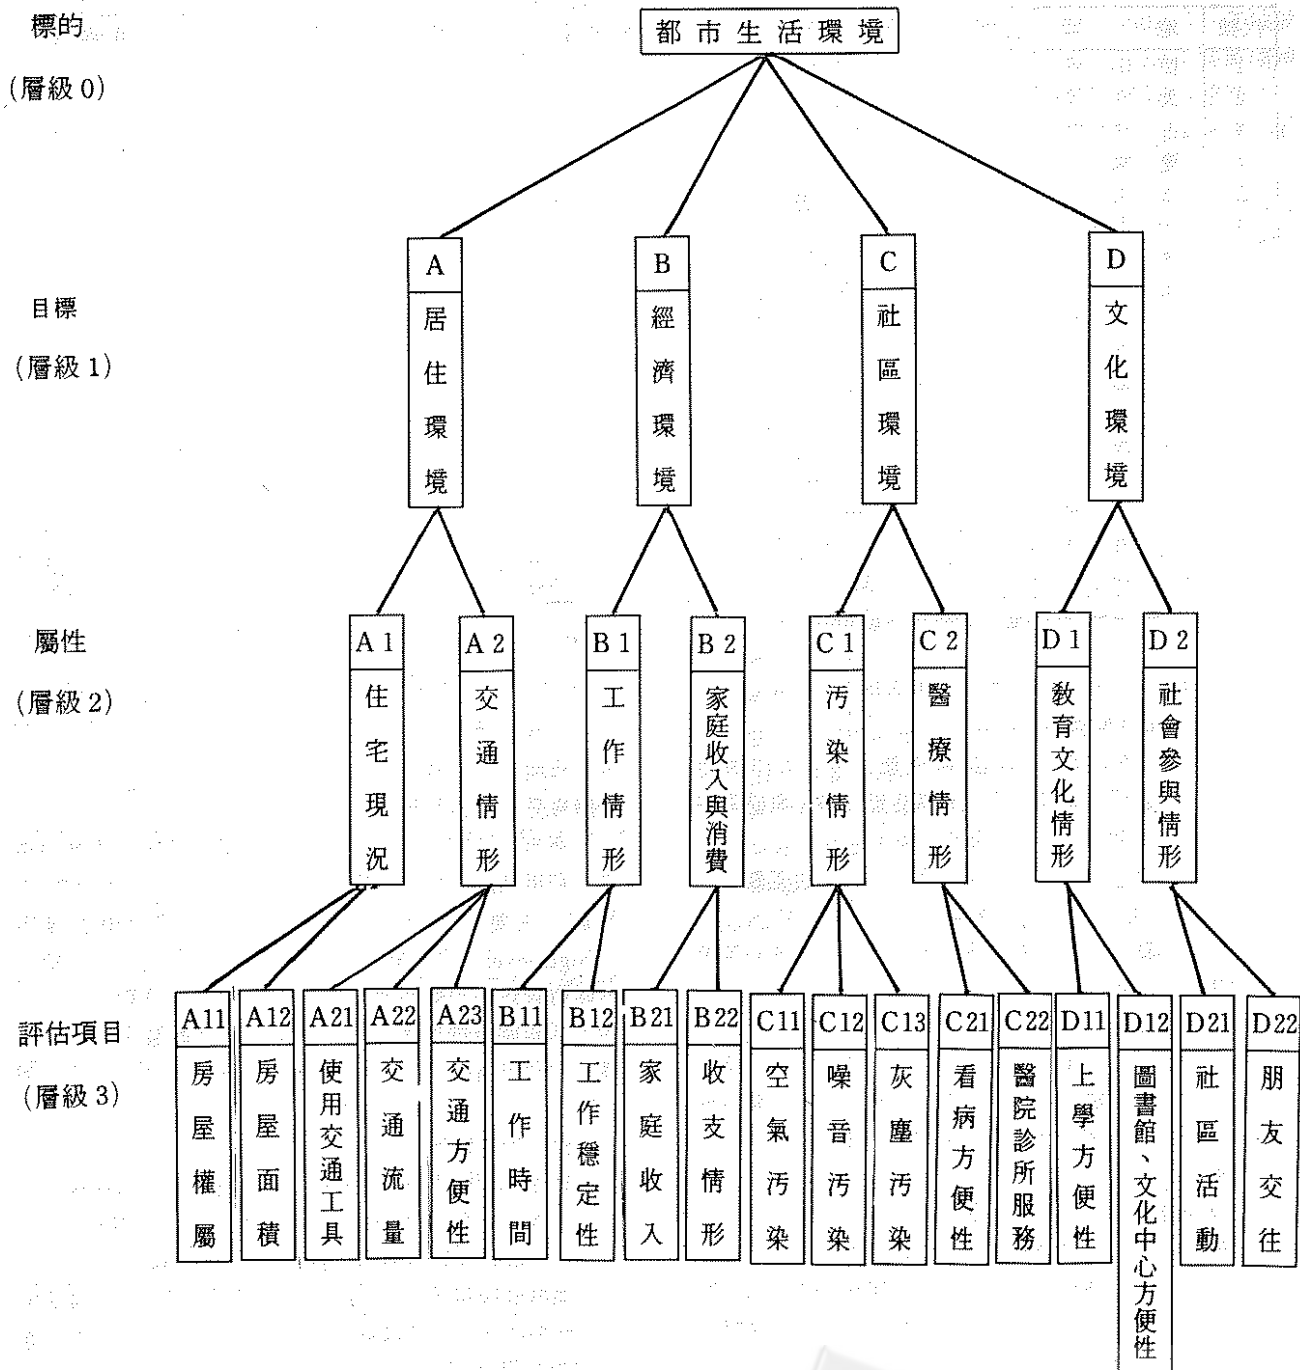 標的
(層級 0)
都市生活環境
目標
(層級 1)
A
居住環境
B
經濟環境
C
社區環境
D
文化環境
屬性
(層級 2)
A 1
住宅現況
A 2
交通情形
B 1
工作情形
B 2
家庭收入與消費
C 1
污染情形
C 2
醫療情形
D 1
教育文化情形
D 2
社會參與情形
評估項目
(層級 3)
A11
房屋權屬
A12
房屋面積
A21
使用交通工具
A22
交通流量
A23
交通方便性
B11
工作時間
B12
工作穩定性
B21
家庭收入
B22
收支情形
C11
空氣污染
C12
噪音污染
C13
灰塵污染
C21
看病方便性
C22
醫院診所服務
D11
上學方便性
D12
圖書館、文化中心方便性
D21
社區活動
D22
朋友交往